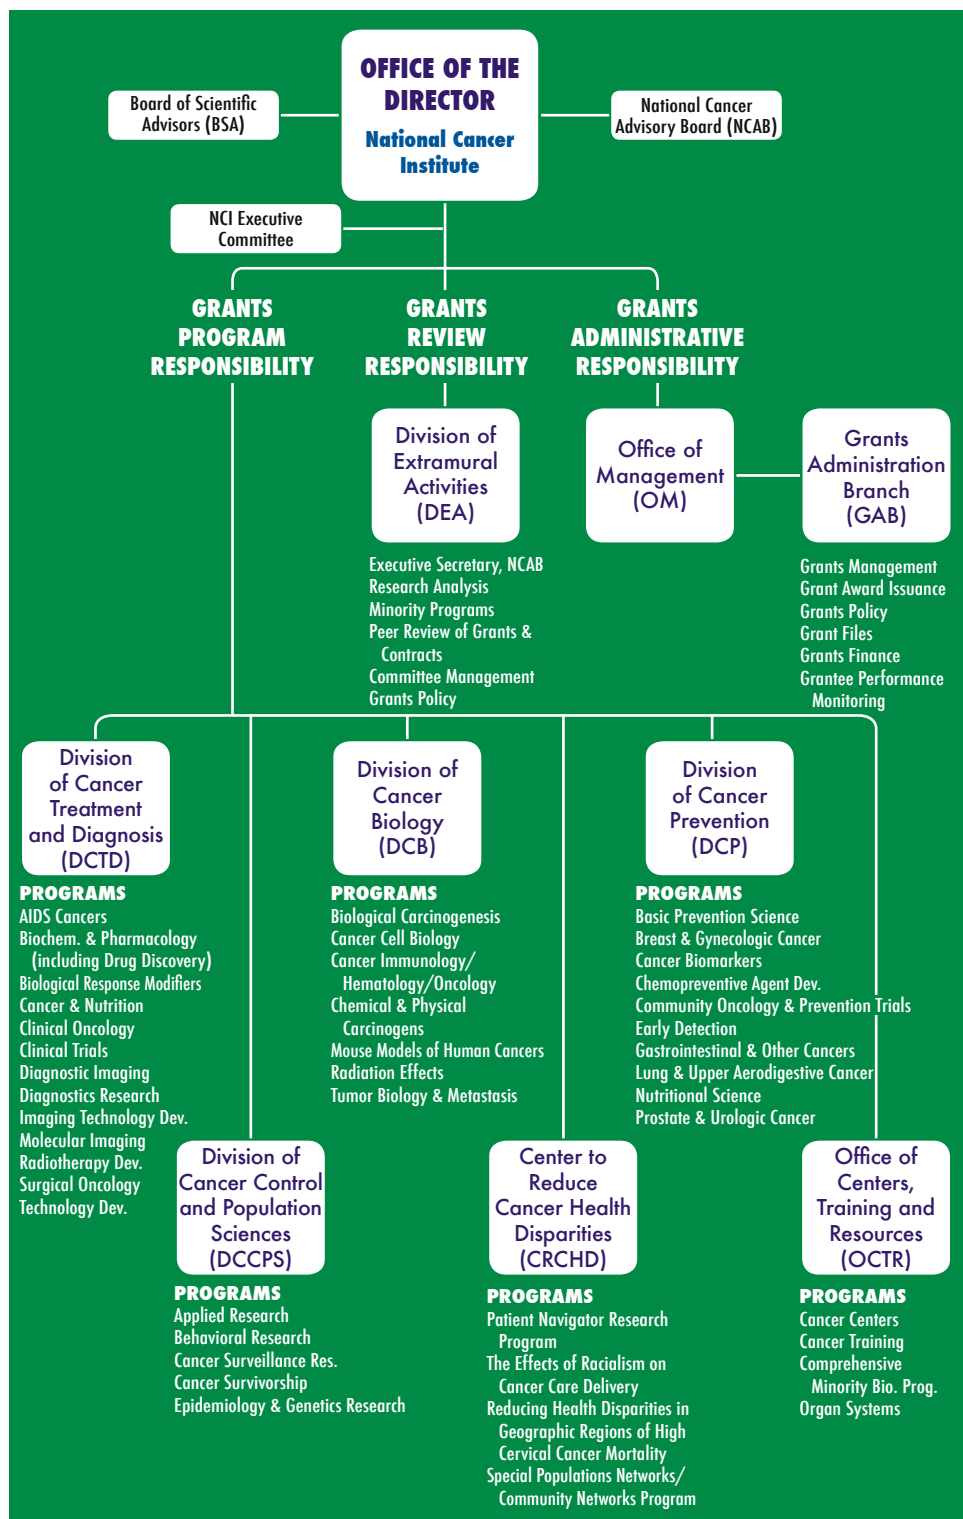 OFFICE OF THE
DIRECTOR
National Cancer
Institute
Board of Scientific
Advisors (BSA)
National Cancer
Advisory Board (NCAB)
NCI Executive
Committee
GRANTS
PROGRAM
RESPONSIBILITY
GRANTS
REVIEW
RESPONSIBILITY
GRANTS
ADMINISTRATIVE
RESPONSIBILITY
Division of
Extramural
Activities
(DEA)
Executive Secretary, NCAB
Research Analysis
Minority Programs
Peer Review of Grants &
Contracts
Committee Management
Grants Policy
Office of
Management
(OM)
Grants
Administration
Branch
(GAB)
Grants Management
Grant Award Issuance
Grants Policy
Grant Files
Grants Finance
Grantee Performance
Monitoring
Division
of Cancer
Treatment
and Diagnosis
(DCTD)
PROGRAMS
AIDS Cancers
Biochem. & Pharmacology
(including Drug Discovery)
Biological Response Modifiers
Cancer & Nutrition
Clinical Oncology
Clinical Trials
Diagnostic Imaging
Diagnostics Research
Imaging Technology Dev.
Molecular Imaging
Radiotherapy Dev.
Surgical Oncology
Technology Dev.
Division of
Cancer
Biology
(DCB)
PROGRAMS
Biological Carcinogenesis
Cancer Cell Biology
Cancer Immunology/
Hematology/Oncology
Chemical & Physical
Carcinogens
Mouse Models of Human Cancers
Radiation Effects
Tumor Biology & Metastasis
Division
of Cancer
Prevention
(DCP)
PROGRAMS
Basic Prevention Science
Breast & Gynecologic Cancer
Cancer Biomarkers
Chemopreventive Agent Dev.
Community Oncology & Prevention Trials
Early Detection
Gastrointestinal & Other Cancers
Lung & Upper Aerodigestive Cancer
Nutritional Science
Prostate & Urologic Cancer
Division of
Cancer Control
and Population
Sciences
(DCCPS)
PROGRAMS
Applied Research
Behavioral Research
Cancer Surveillance Res.
Cancer Survivorship
Epidemiology & Genetics Research
Center to
Reduce
Cancer Health
Disparities
(CRCHD)
PROGRAMS
Patient Navigator Research
Program
The Effects of Racialism on
Cancer Care Delivery
Reducing Health Disparities in
Geographic Regions of High
Cervical Cancer Mortality
Special Populations Networks/
Community Networks Program
Office of
Centers,
Training and
Resources
(OCTR)
PROGRAMS
Cancer Centers
Cancer Training
Comprehensive
Minority Bio. Prog.
Organ Systems